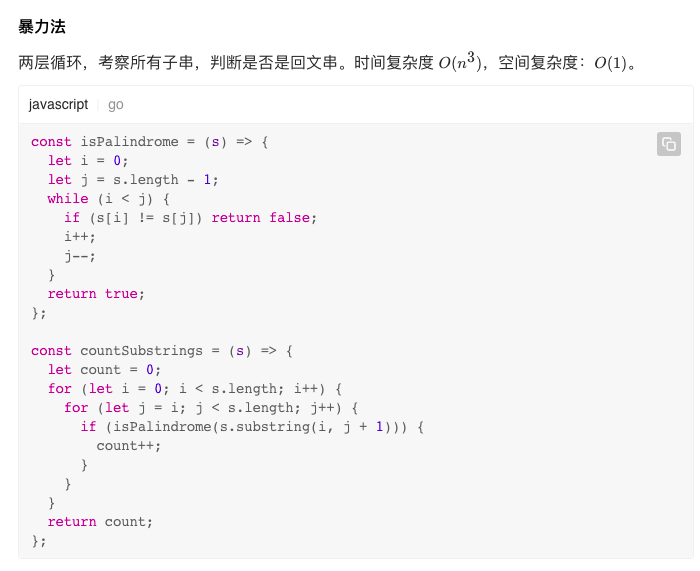 暴力法
两层循环，考察所有子串，判断是否是回文串。时间复杂度 O(n³)，空间复杂度：O(1)。
javascript go
const isPalindrome = (s) => {
  let i = 0;
  let j = s.length - 1;
  while (i < j) {
    if (s[i] != s[j]) return false;
    i++;
    j--;
  }
  return true;
};

const countSubstrings = (s) => {
  let count = 0;
  for (let i = 0; i < s.length; i++) {
    for (let j = i; j < s.length; j++) {
      if (isPalindrome(s.substring(i, j + 1))) {
        count++;
      }
    }
  }
  return count;
};